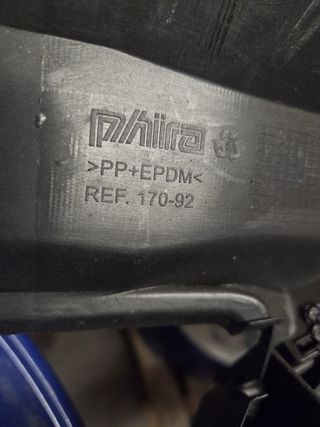 phira
>PP+EPDM<
REF. 170-92